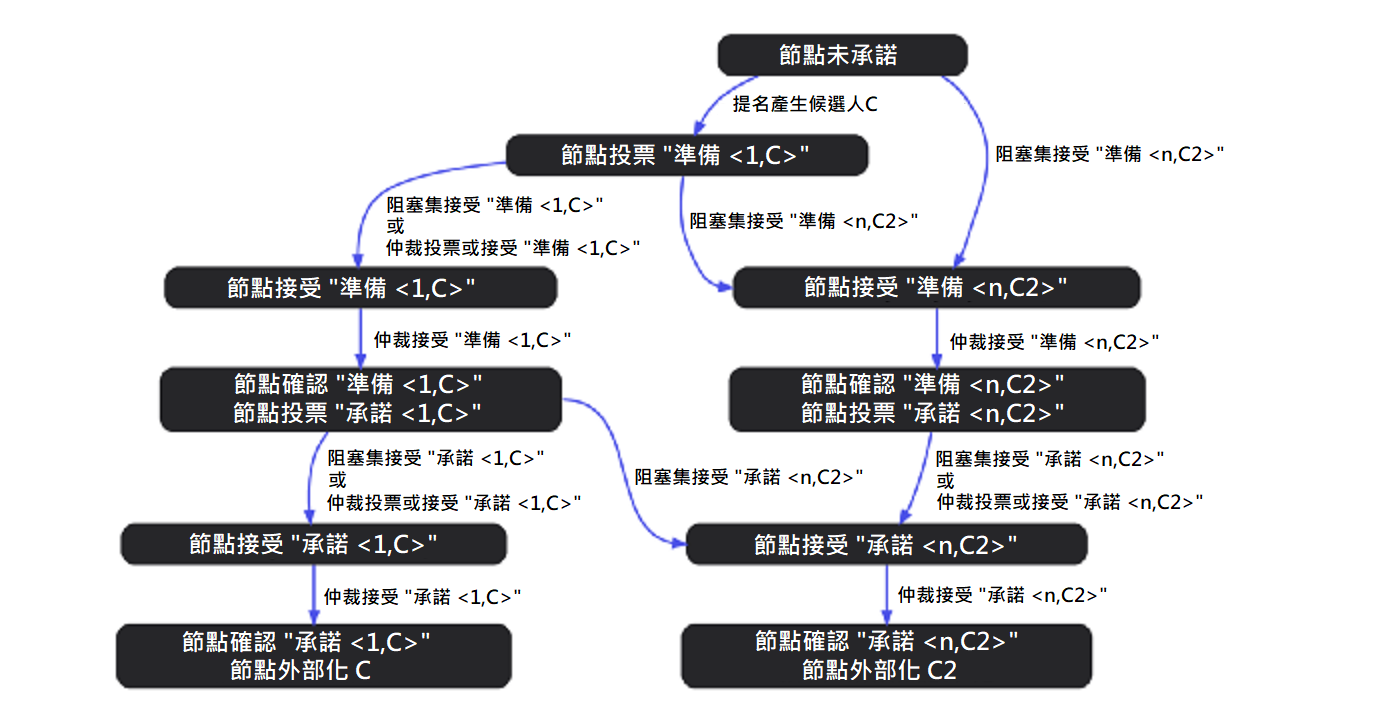 節點未承諾
提名產生候選人C
節點投票 "準備 <1,C>"
阻塞集接受 "準備 <n,C2>"
阻塞集接受 "準備 <1,C>"
或
仲裁投票或接受 "準備 <1,C>"
阻塞集接受 "準備 <n,C2>"
節點接受 "準備 <1,C>"
節點接受 "準備 <n,C2>"
仲裁接受 "準備 <1,C>"
仲裁接受 "準備 <n,C2>"
節點確認 "準備 <1,C>"
節點投票 "承諾 <1,C>"
節點確認 "準備 <n,C2>"
節點投票 "承諾 <n,C2>"
阻塞集接受 "承諾 <1,C>"
或
仲裁投票或接受 "承諾 <1,C>"
阻塞集接受 "承諾 <n,C2>"
阻塞集接受 "承諾 <n,C2>"
或
仲裁投票或接受 "承諾 <n,C2>"
節點接受 "承諾 <1,C>"
節點接受 "承諾 <n,C2>"
仲裁接受 "承諾 <1,C>"
仲裁接受 "承諾 <n,C2>"
節點確認 "承諾 <1,C>"
節點外部化 C
節點確認 "承諾 <n,C2>"
節點外部化 C2